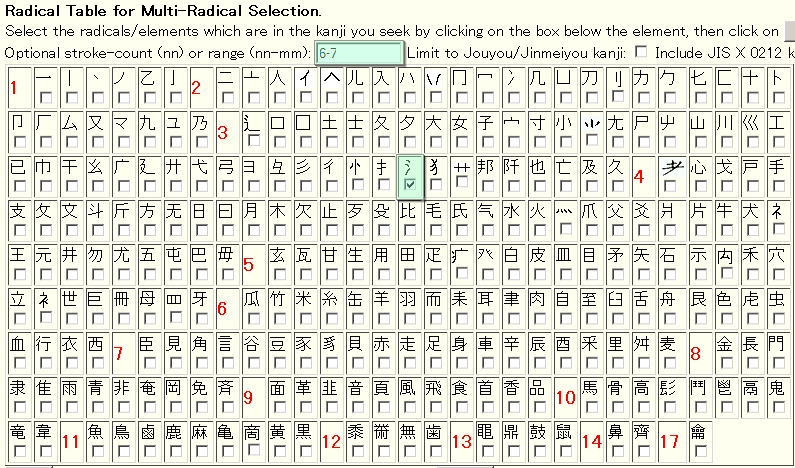 Radical Table for Multi-Radical Selection.
Select the radicals/elements which are in the kanji you seek by clicking on the box below the element, then click on
Optional stroke-count (nn) or range (nn-mm): 6-7 Limit to Jouyou/Jinmeiyou kanji: Include JIS X 0212 k
1 一 丨 丶 ノ 乙 亅 2 二 亠 人 イ 𠆢 儿 入 ハ 丷 冂 冖 冫 几 凵 刀 刂 力 勹 匕 匚 十 卜
卩 厂 厶 又 マ 九 ユ 乃 3 辶 口 囗 土 士 夂 夕 大 女 子 宀 寸 小 ⺌ 尢 尸 屮 山 川 巛 工
已 巾 干 幺 广 廴 廾 弋 弓 ヨ 彑 彡 彳 忄 扌 氵 犭 艹 邦 阡 也 亡 及 久 4 耂 心 戈 戸 手
支 攵 文 斗 斤 方 无 日 曰 月 木 欠 止 歹 殳 比 毛 氏 气 水 火 灬 爪 父 爻 爿 片 牛 犬 礻
王 元 井 勿 尤 五 屯 巴 毋 5 玄 瓦 甘 生 用 田 疋 疒 癶 白 皮 皿 目 矛 矢 石 示 禸 禾 穴
立 衤 世 巨 冊 母 罒 牙 6 瓜 竹 米 糸 缶 羊 羽 而 耒 耳 聿 肉 自 至 臼 舌 舟 艮 色 虍 虫
血 行 衣 西 7 臣 見 角 言 谷 豆 豕 豸 貝 赤 走 足 身 車 辛 辰 酉 釆 里 舛 麦 8 金 長 門
隶 隹 雨 青 非 奄 岡 免 斉 9 面 革 韭 音 頁 風 飛 食 首 香 品 10 馬 骨 高 髟 鬥 鬯 鬲 鬼
竜 韋 11 魚 鳥 鹵 鹿 麻 亀 啇 黄 黒 12 黍 黹 無 歯 13 黽 鼎 鼓 鼠 14 鼻 齊 17 龠